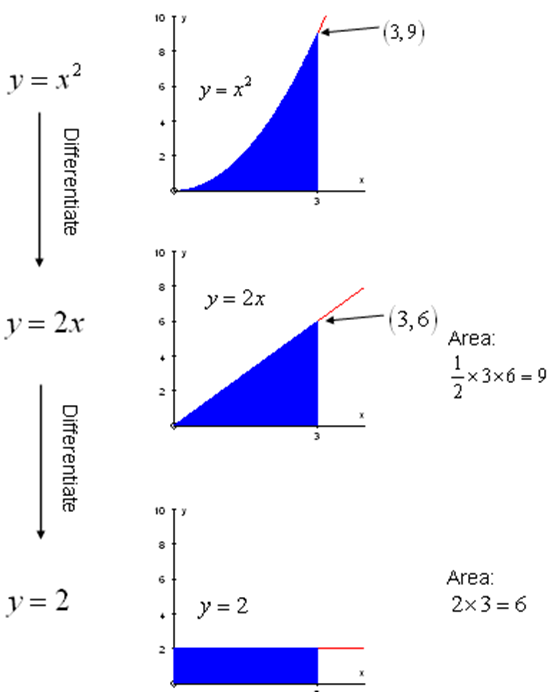 y = x²
Differentiate
y = 2x
Differentiate
y = 2
10 y
8
6
4
2
3
x
y = x²
(3, 9)
10 y
8
6
4
2
3
x
y = 2x
(3, 6)
Area:
1/2 × 3 × 6 = 9
10 y
8
6
4
2
x
y = 2
Area:
2 × 3 = 6